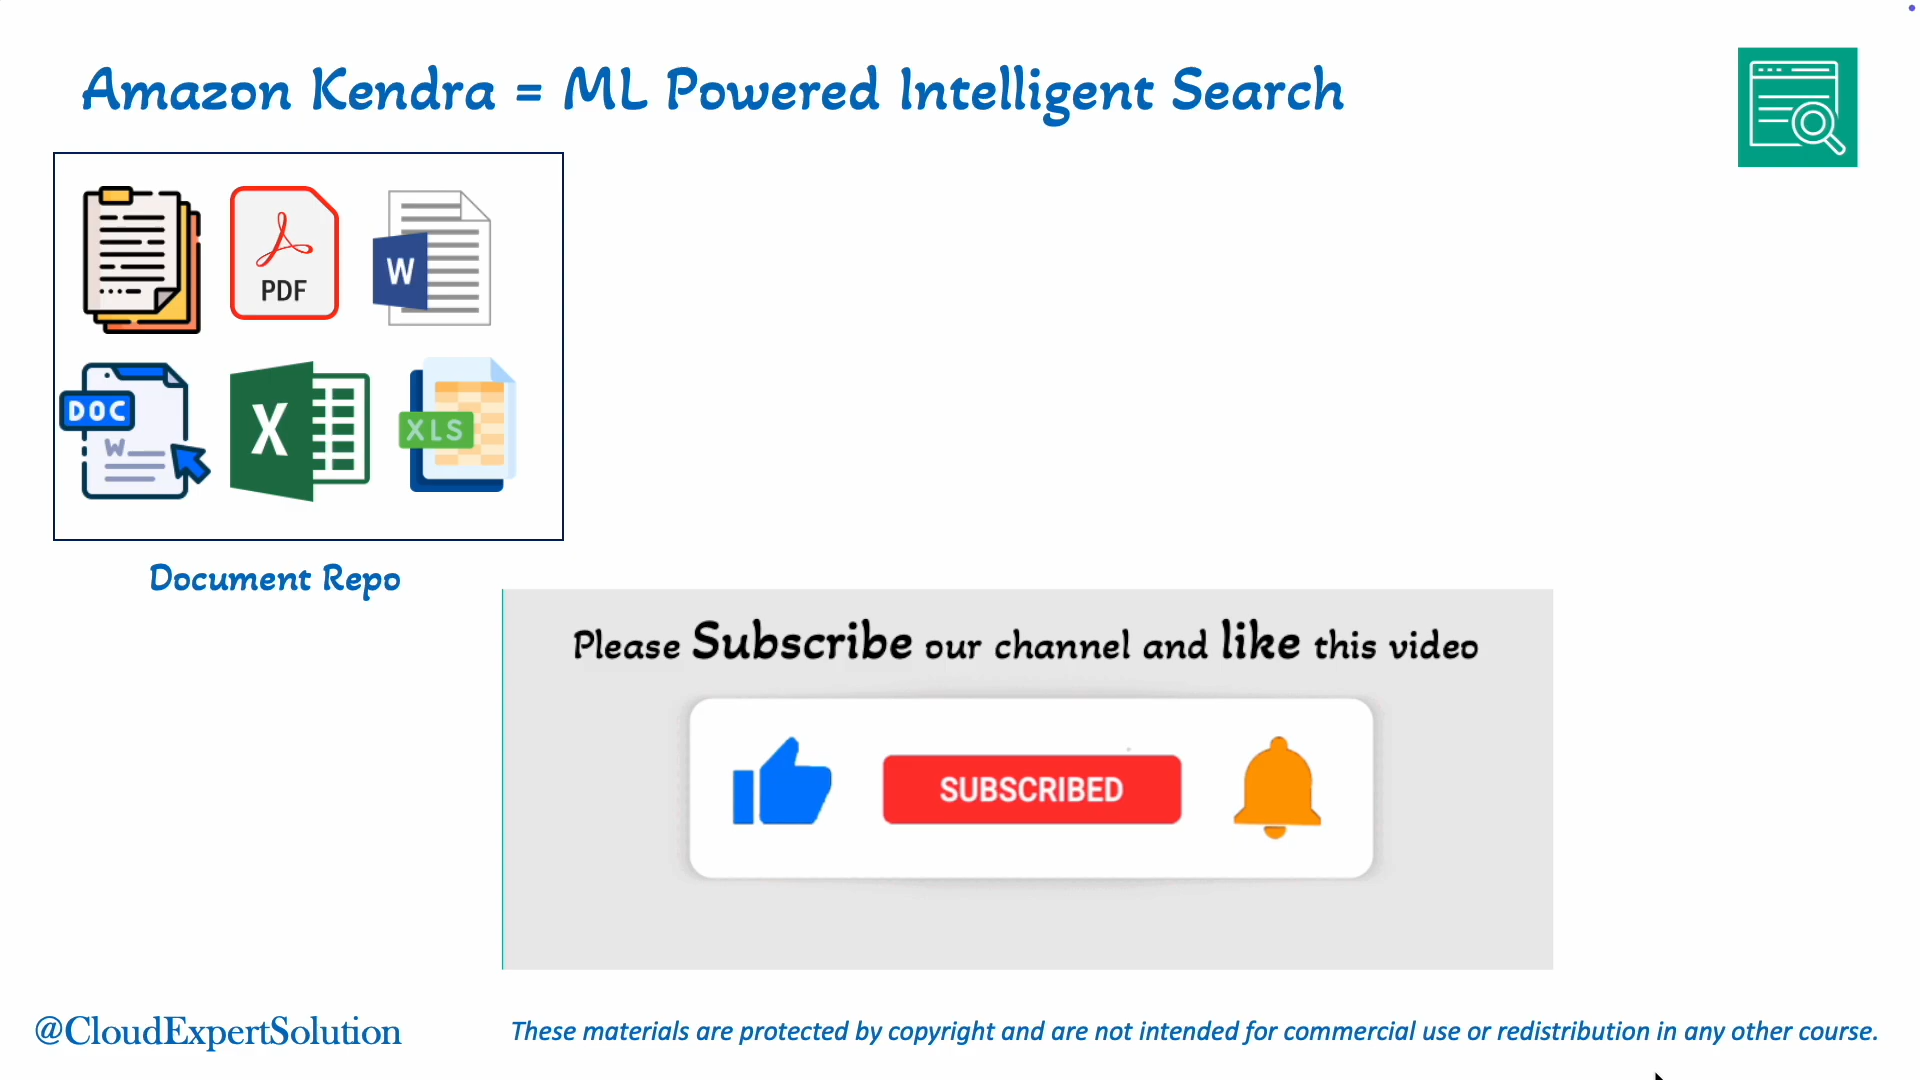 Amazon Kendra = ML Powered Intelligent Search
PDF
W
DOC
W
X
XLS
Document Repo
Please Subscribe our channel and like this video
SUBSCRIBED
@CloudExpertSolution
These materials are protected by copyright and are not intended for commercial use or redistribution in any other course.